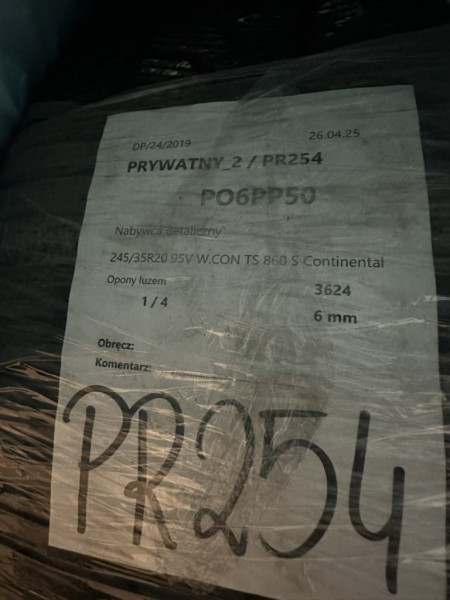 DP/24/2019 26.04.25
PRYWATNY_2 / PR254
PO6PP50
Nabywca detaliczny
245/35R20 95V W.CON TS 860 S Continental
Opony luzem 3624
1 / 4 6 mm
Obręcz:
Komentarz:
PR254